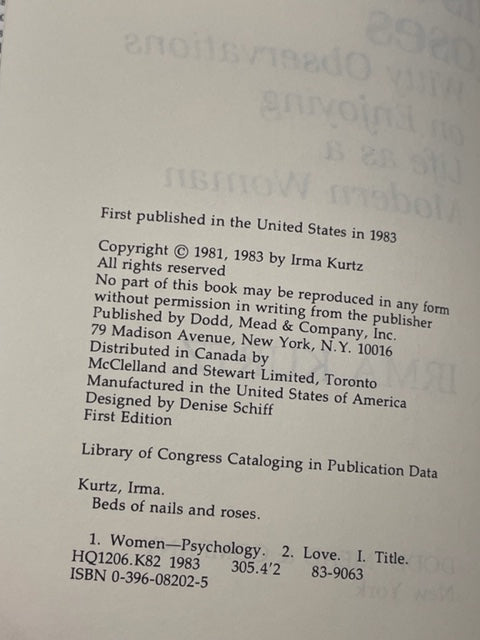 First published in the United States in 1983
Copyright © 1981, 1983 by Irma Kurtz
All rights reserved
No part of this book may be reproduced in any form
without permission in writing from the publisher
Published by Dodd, Mead & Company, Inc.
79 Madison Avenue, New York, N.Y. 10016
Distributed in Canada by
McClelland and Stewart Limited, Toronto
Manufactured in the United States of America
Designed by Denise Schiff
First Edition
Library of Congress Cataloging in Publication Data
Kurtz, Irma.
Beds of nails and roses.
1. Women—Psychology. 2. Love. I. Title.
HQ1206.K82 1983 305.4'2 83-9063
ISBN 0-396-08202-5